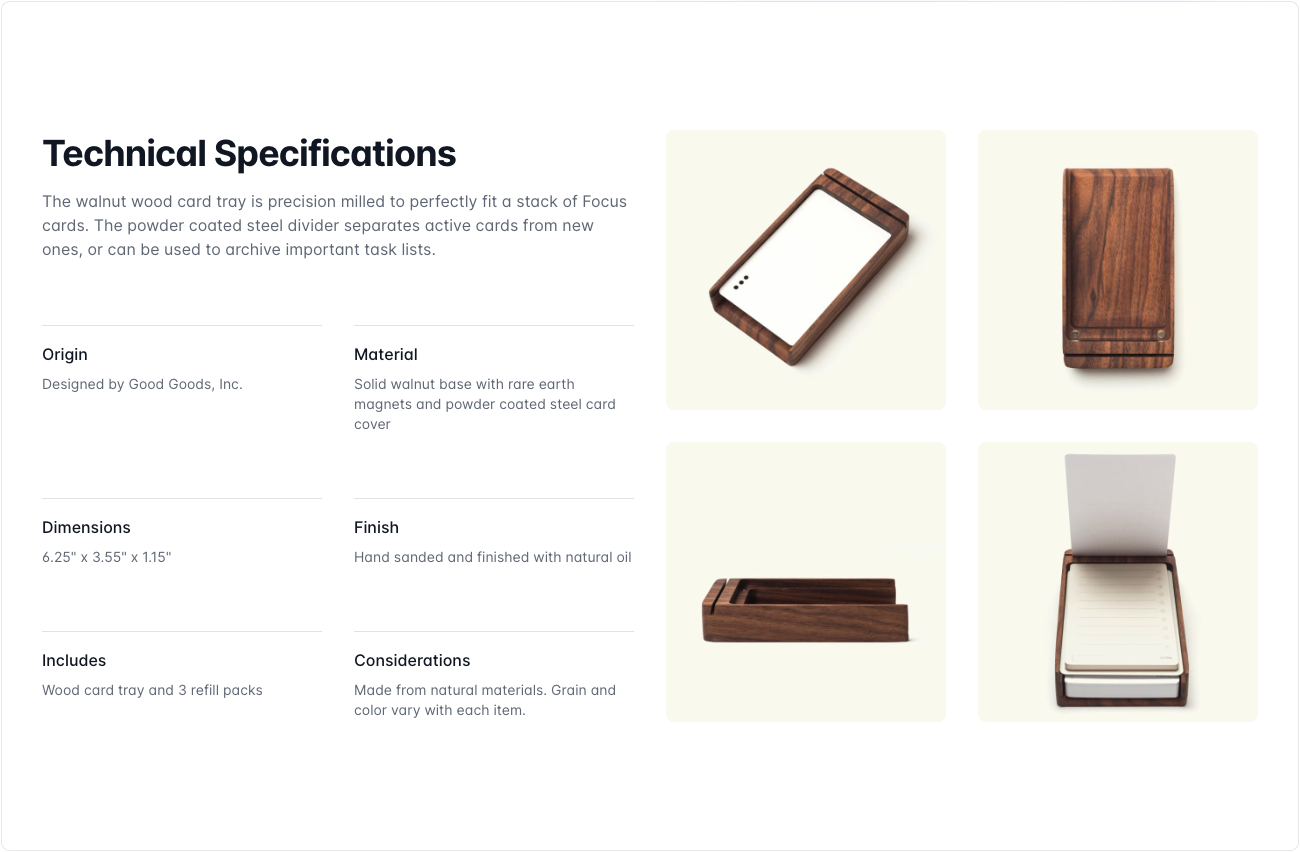 Technical Specifications
The walnut wood card tray is precision milled to perfectly fit a stack of Focus
cards. The powder coated steel divider separates active cards from new
ones, or can be used to archive important task lists.
Origin
Designed by Good Goods, Inc.
Material
Solid walnut base with rare earth
magnets and powder coated steel card
cover
Dimensions
6.25" x 3.55" x 1.15"
Finish
Hand sanded and finished with natural oil
Includes
Wood card tray and 3 refill packs
Considerations
Made from natural materials. Grain and
color vary with each item.